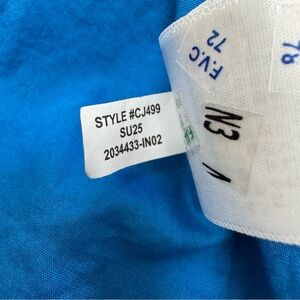 STYLE #CJ499
SU25
2034433-IN02
F.V.C
72
78
N3